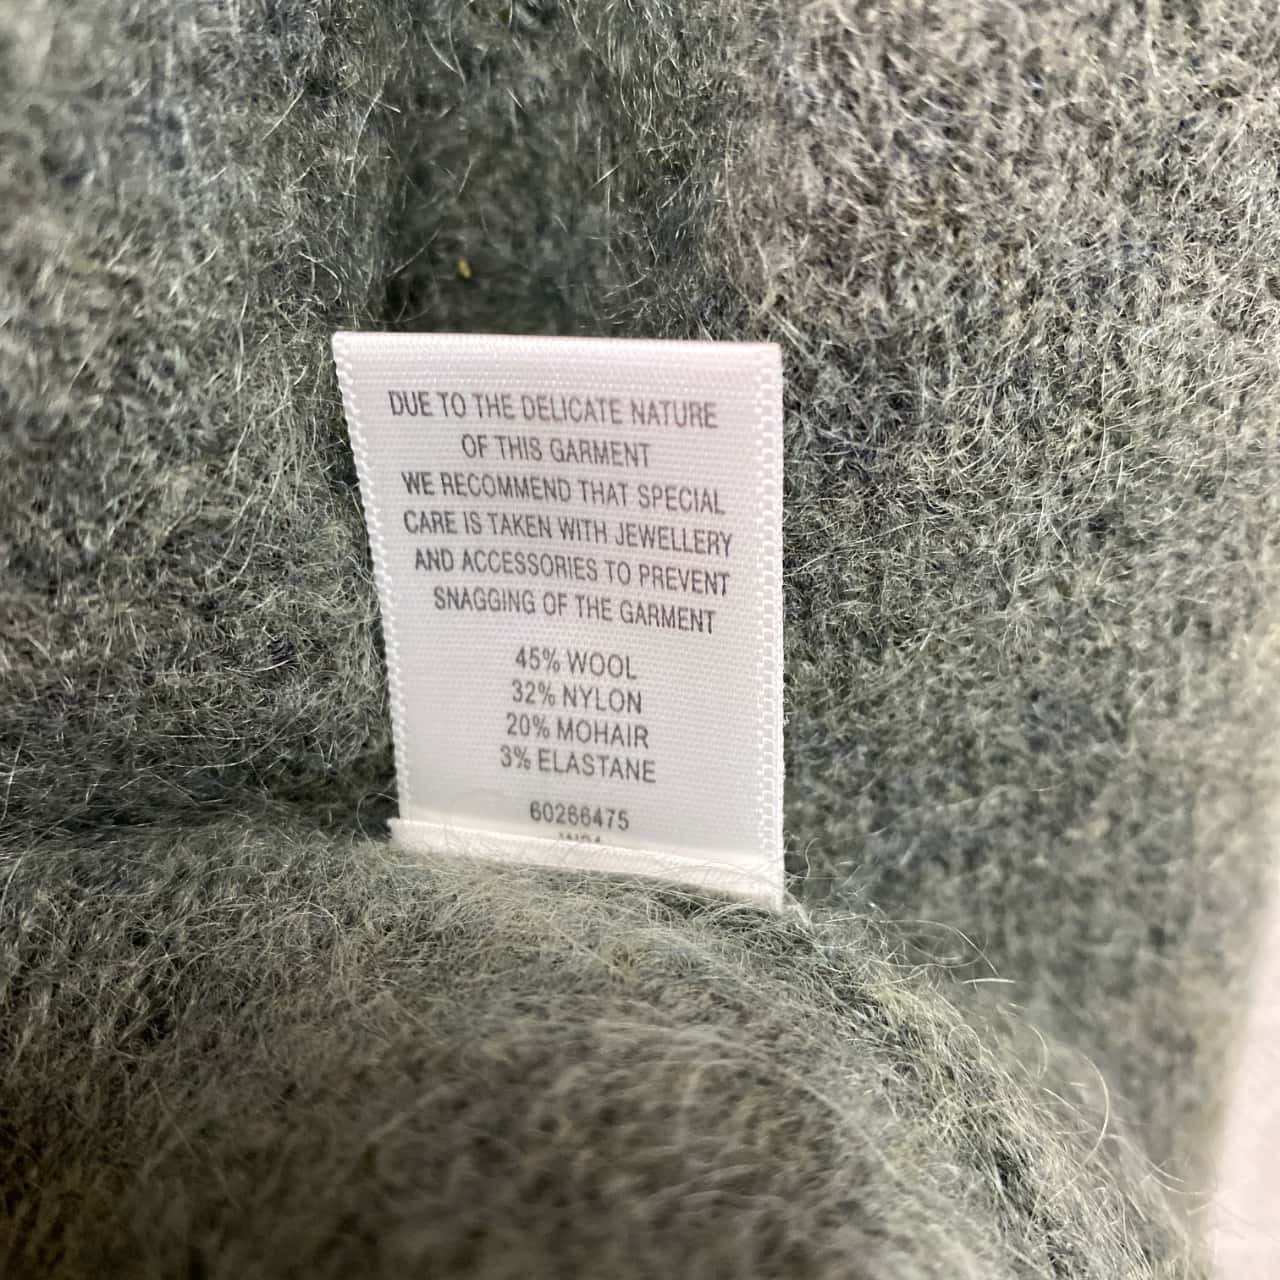 DUE TO THE DELICATE NATURE
OF THIS GARMENT
WE RECOMMEND THAT SPECIAL
CARE IS TAKEN WITH JEWELLERY
AND ACCESSORIES TO PREVENT
SNAGGING OF THE GARMENT
45% WOOL
32% NYLON
20% MOHAIR
3% ELASTANE
60266475